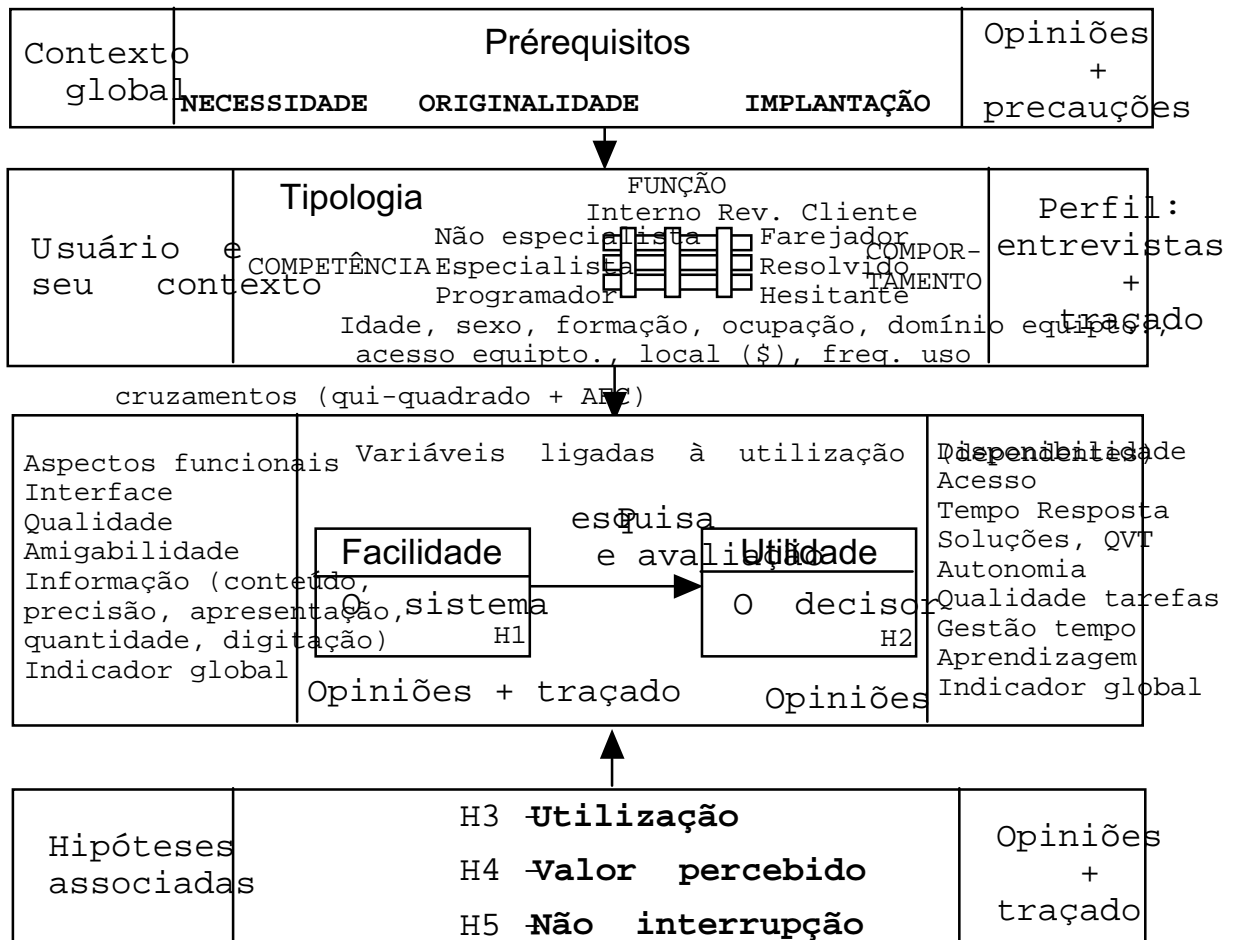 Contexto
global
Prérequisitos
NECESSIDADE ORIGINALIDADE IMPLANTAÇÃO
Opiniões
+
precauções
Usuário e
seu contexto
Tipologia
FUNÇÃO
Interno Rev. Cliente
COMPETÊNCIA
Não especialista
Especialista
Programador
Farejador
Resolvido
Hesitante
COMPOR-
TAMENTO
Idade, sexo, formação, ocupação, domínio equipto.,
acesso equipto., local ($), freq. uso
Perfil:
entrevistas
+
traçado
cruzamentos (qui-quadrado + AFC)
Aspectos funcionais
Interface
Qualidade
Amigabilidade
Informação (conteúdo,
precisão, apresentação,
quantidade, digitação)
Indicador global
Variáveis ligadas à utilização (dependentes)
Pesquisa
e avaliação
Facilidade
O sistema
H1
Utilidade
O decisor
H2
Opiniões + traçado
Opiniões
Disponibilidade
Acesso
Tempo Resposta
Soluções, QVT
Autonomia
Qualidade tarefas
Gestão tempo
Aprendizagem
Indicador global
Hipóteses
associadas
H3 - Utilização
H4 - Valor percebido
H5 - Não interrupção
Opiniões
+
traçado